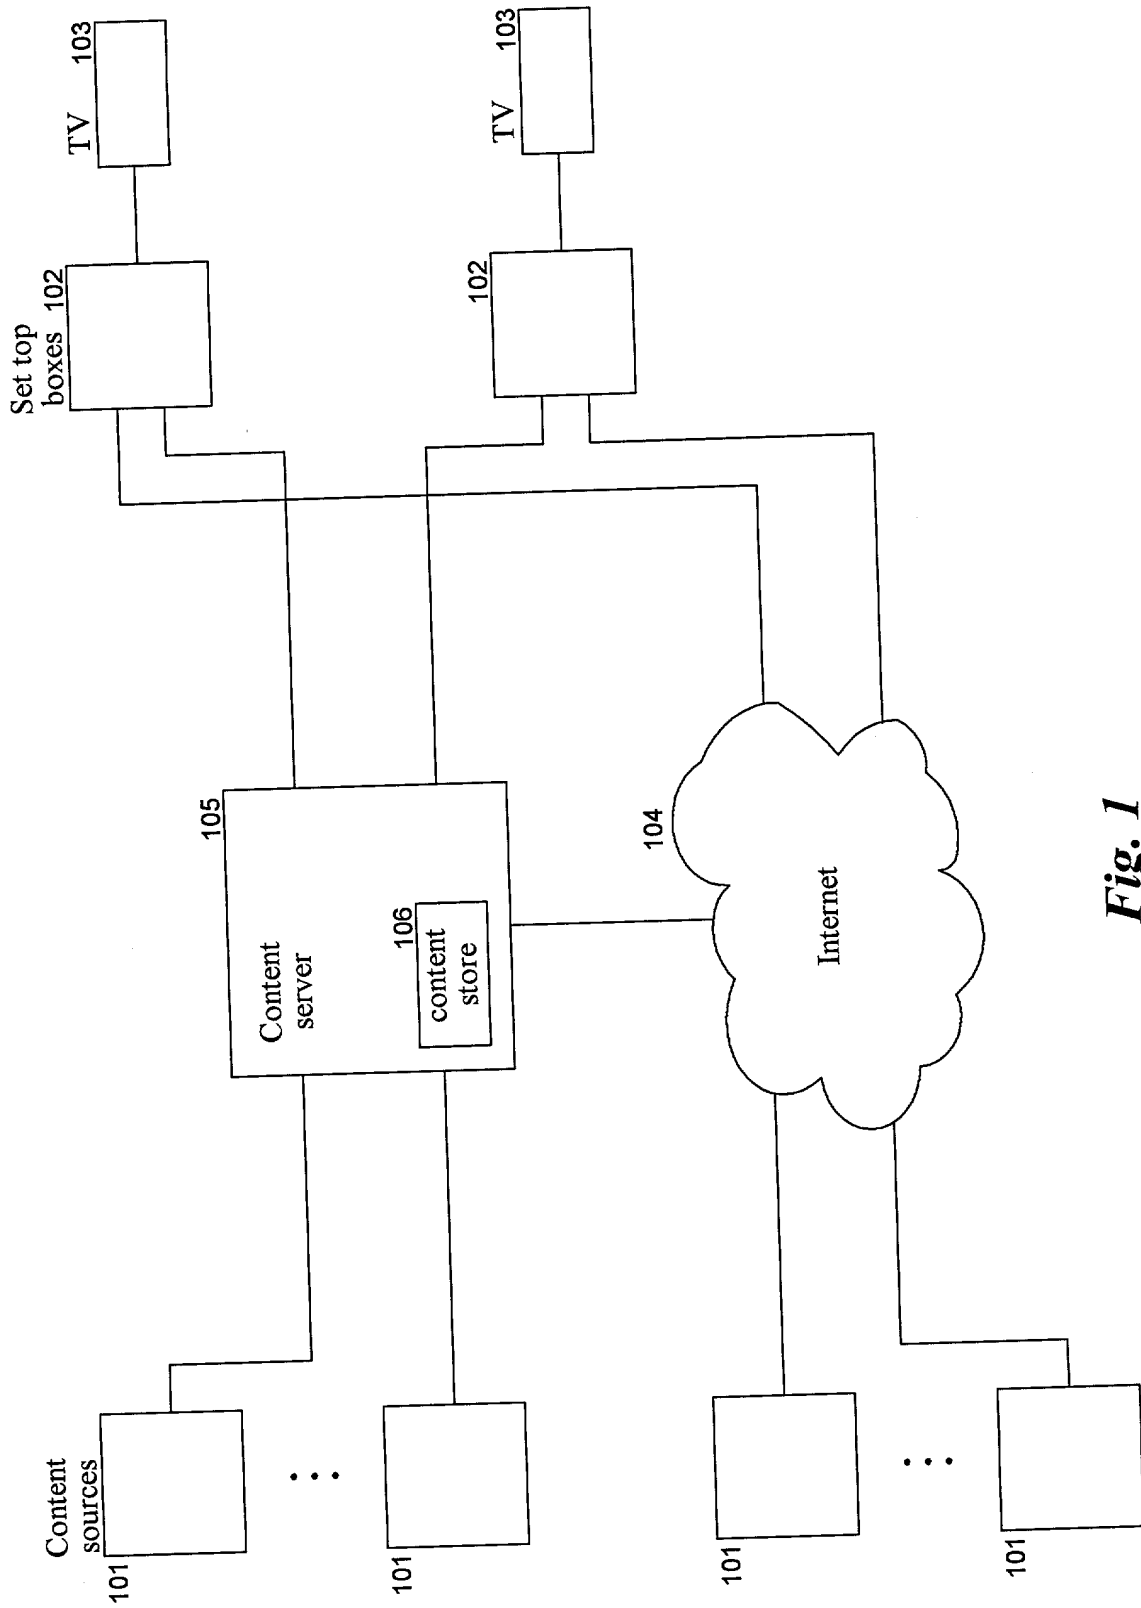 Content
sources
101
101
101
101
Content
server
105
106
content
store
104
Internet
Set top
boxes 102
102
TV 103
TV 103
Fig. 1